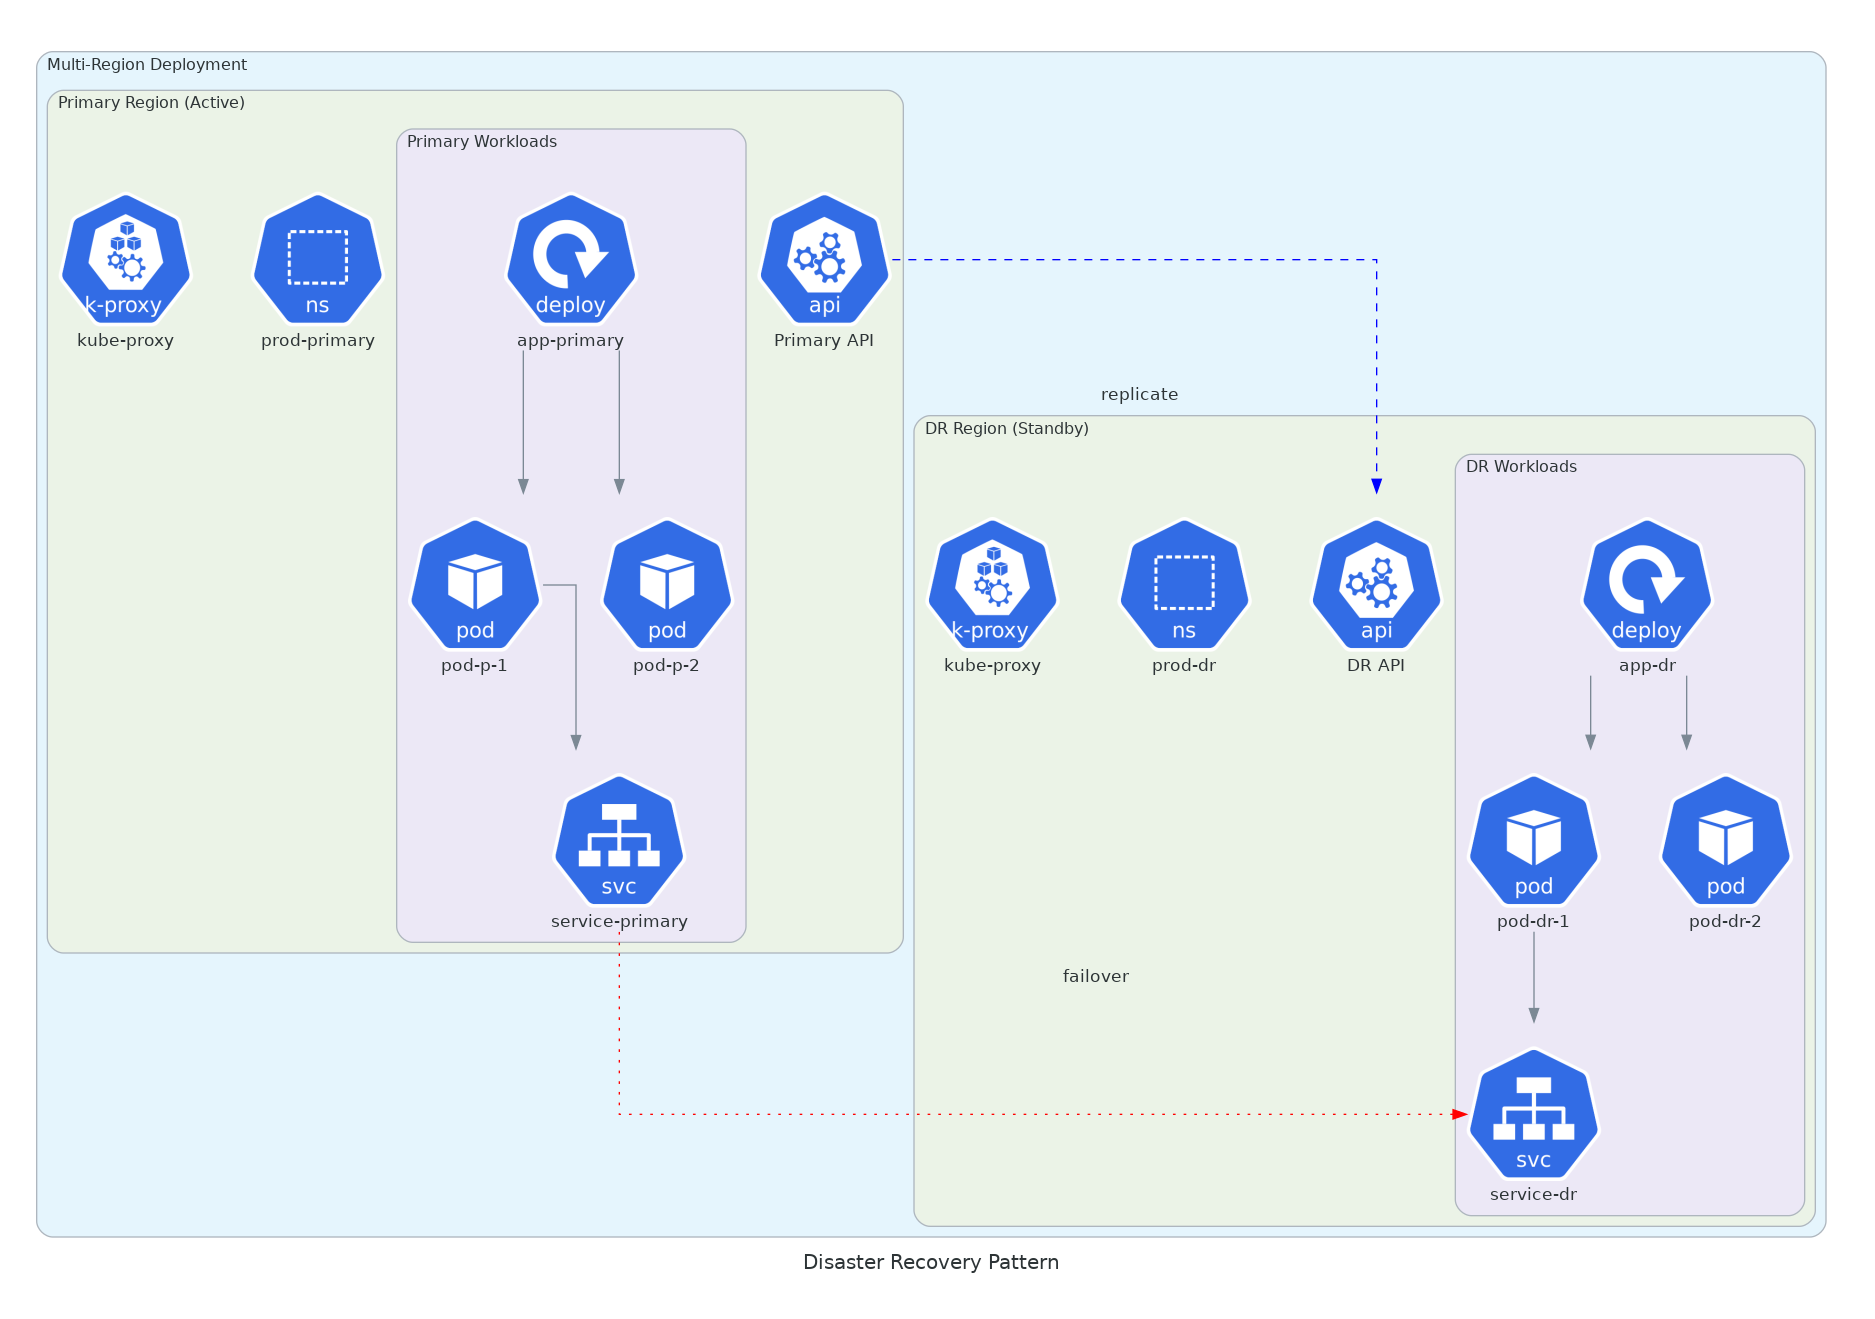 Multi-Region Deployment
Primary Region (Active)
Primary Workloads
k-proxy
kube-proxy
ns
prod-primary
deploy
app-primary
api
Primary API
replicate
DR Region (Standby)
DR Workloads
pod
pod-p-1
pod
pod-p-2
k-proxy
kube-proxy
ns
prod-dr
api
DR API
deploy
app-dr
svc
service-primary
pod
pod-dr-1
pod
pod-dr-2
failover
svc
service-dr
Disaster Recovery Pattern